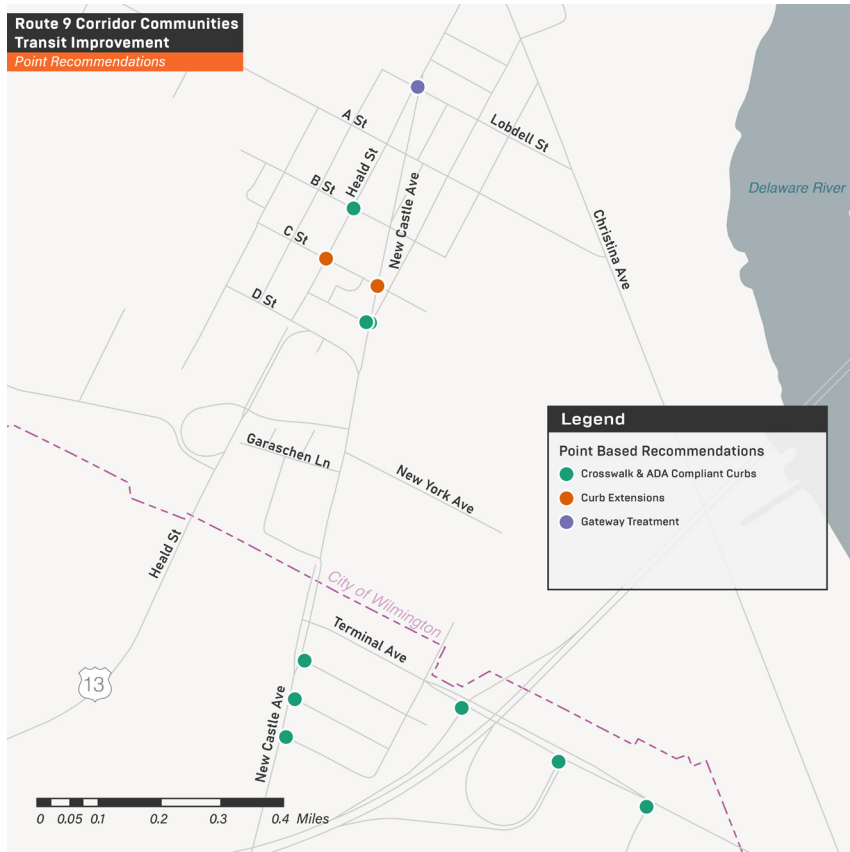 Route 9 Corridor Communities
Transit Improvement
Point Recommendations
A St
Lobdell St
Heald St
B St
Delaware River
New Castle Ave
C St
Christina Ave
D St
Legend
Point Based Recommendations
Crosswalk & ADA Compliant Curbs
Curb Extensions
Gateway Treatment
Garaschen Ln
New York Ave
Heald St
City of Wilmington
Terminal Ave
13
New Castle Ave
0 0.05 0.1 0.2 0.3 0.4 Miles